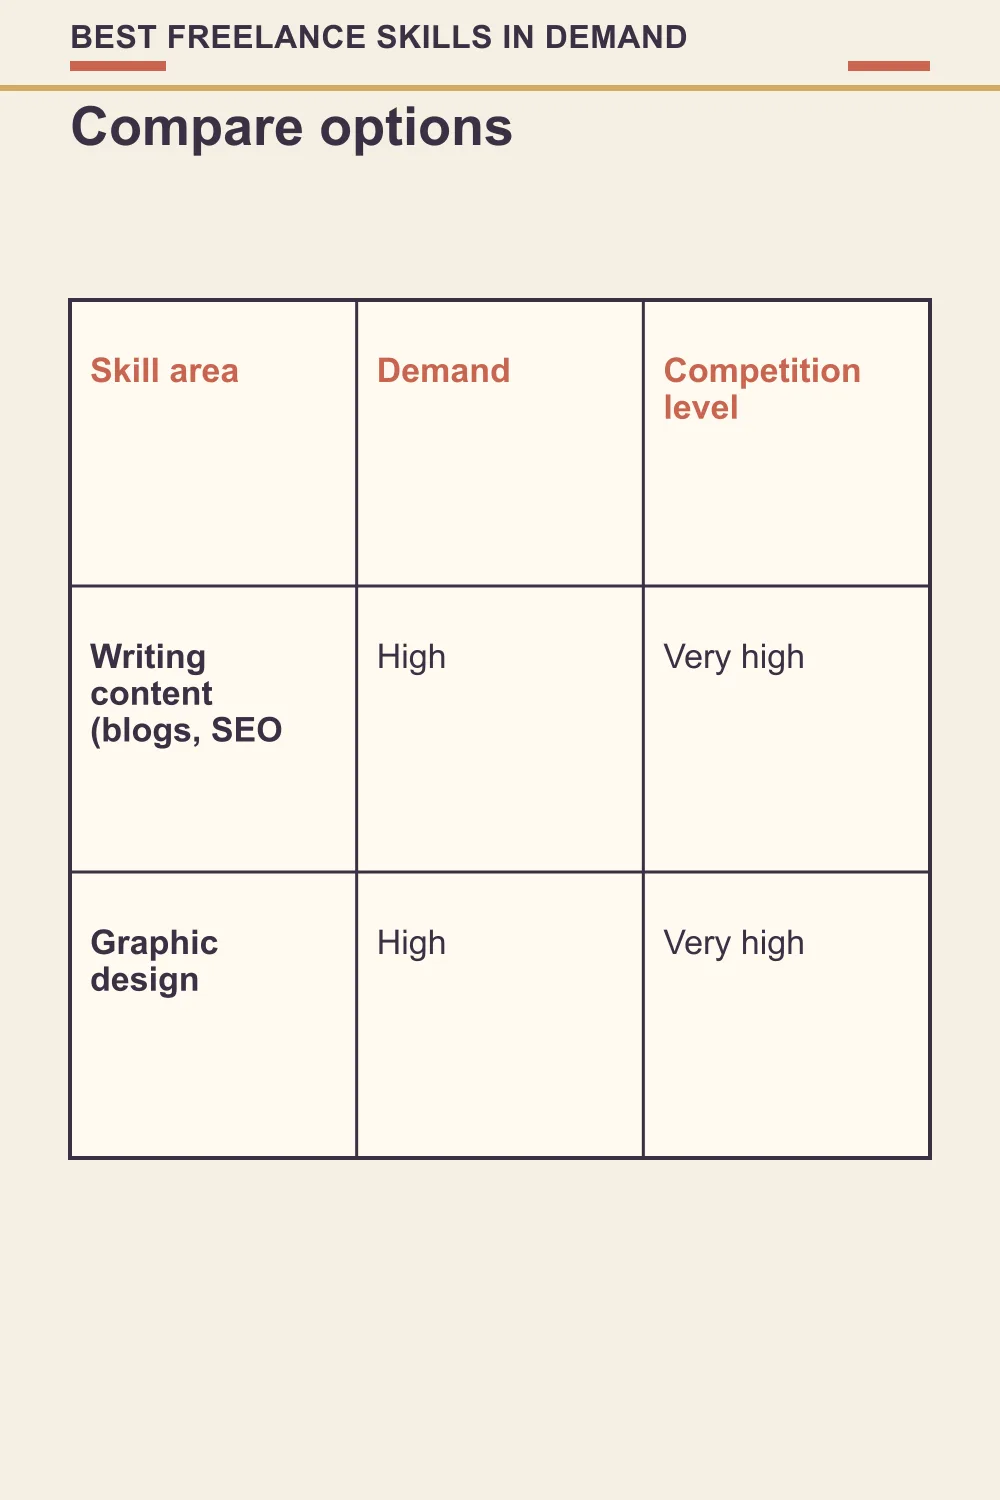 BEST FREELANCE SKILLS IN DEMAND
Compare options
Skill area
Demand
Competition
level
Writing
content
(blogs, SEO
High
Very high
Graphic
design
High
Very high